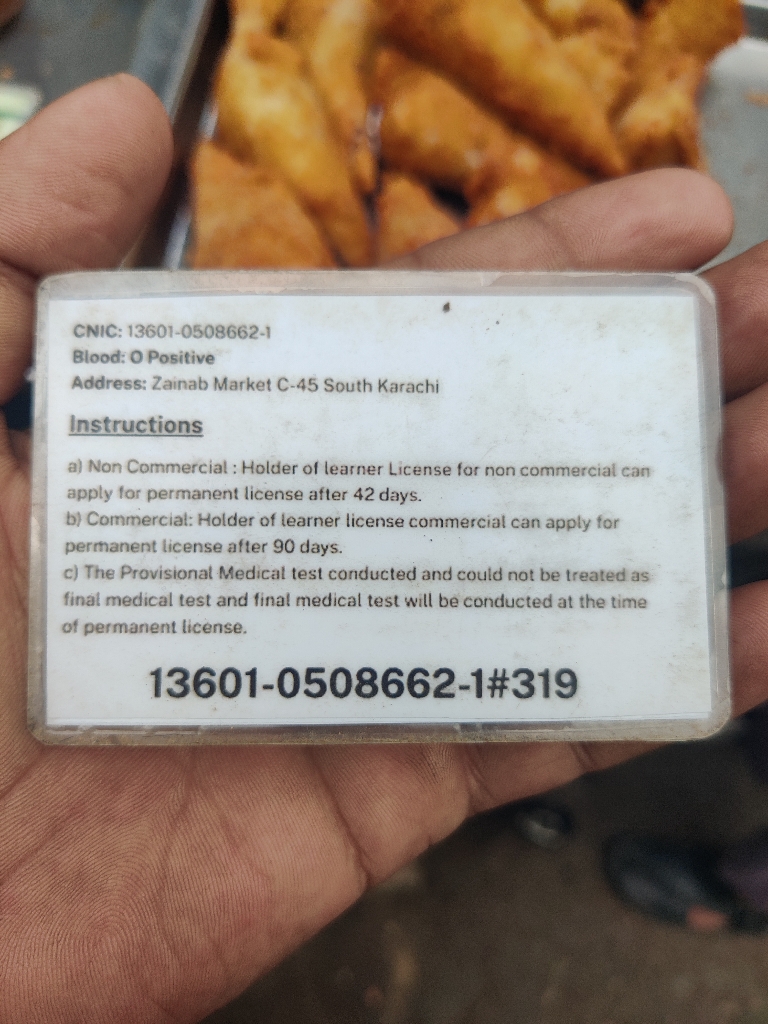 CNIC: 13601-0508662-1
Blood: O Positive
Address: Zainab Market C-45 South Karachi
Instructions
a) Non Commercial : Holder of learner License for non commercial can
apply for permanent license after 42 days.
b) Commercial: Holder of learner license commercial can apply for
permanent license after 90 days.
c) The Provisional Medical test conducted and could not be treated as
final medical test and final medical test will be conducted at the time
of permanent license.
13601-0508662-1#319